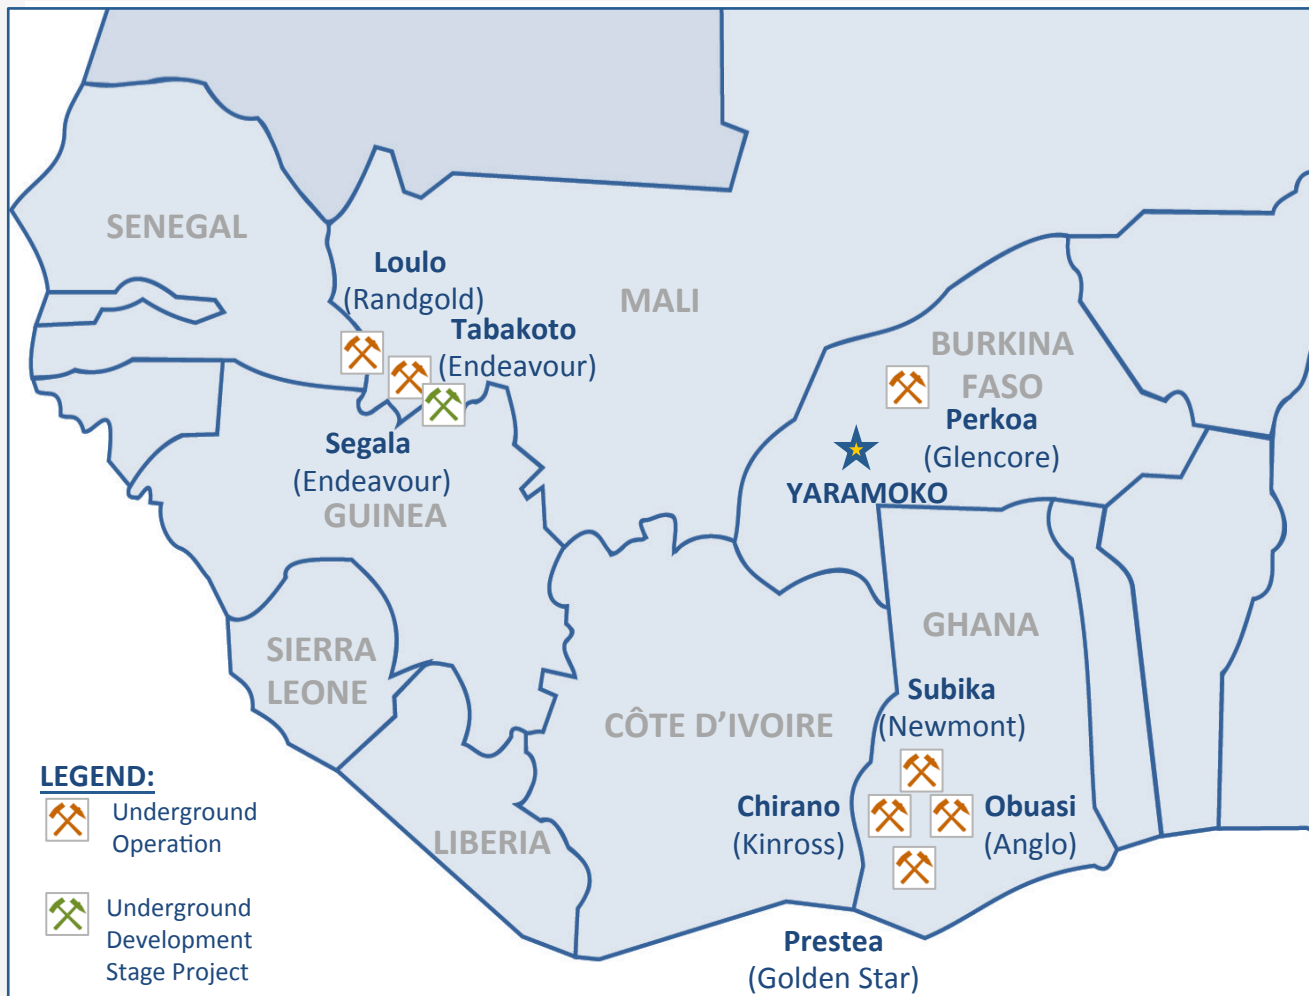 SENEGAL
Loulo
(Randgold)
MALI
Tabakoto
(Endeavour)
BURKINA
FASO
Perkoa
(Glencore)
Segala
(Endeavour)
YARAMOKO
GUINEA
GHANA
SIERRA
LEONE
Subika
(Newmont)
CÔTE D’IVOIRE
LEGEND:
Underground
Operation
Chirano
(Kinross)
Obuasi
(Anglo)
LIBERIA
Underground
Development
Stage Project
Prestea
(Golden Star)